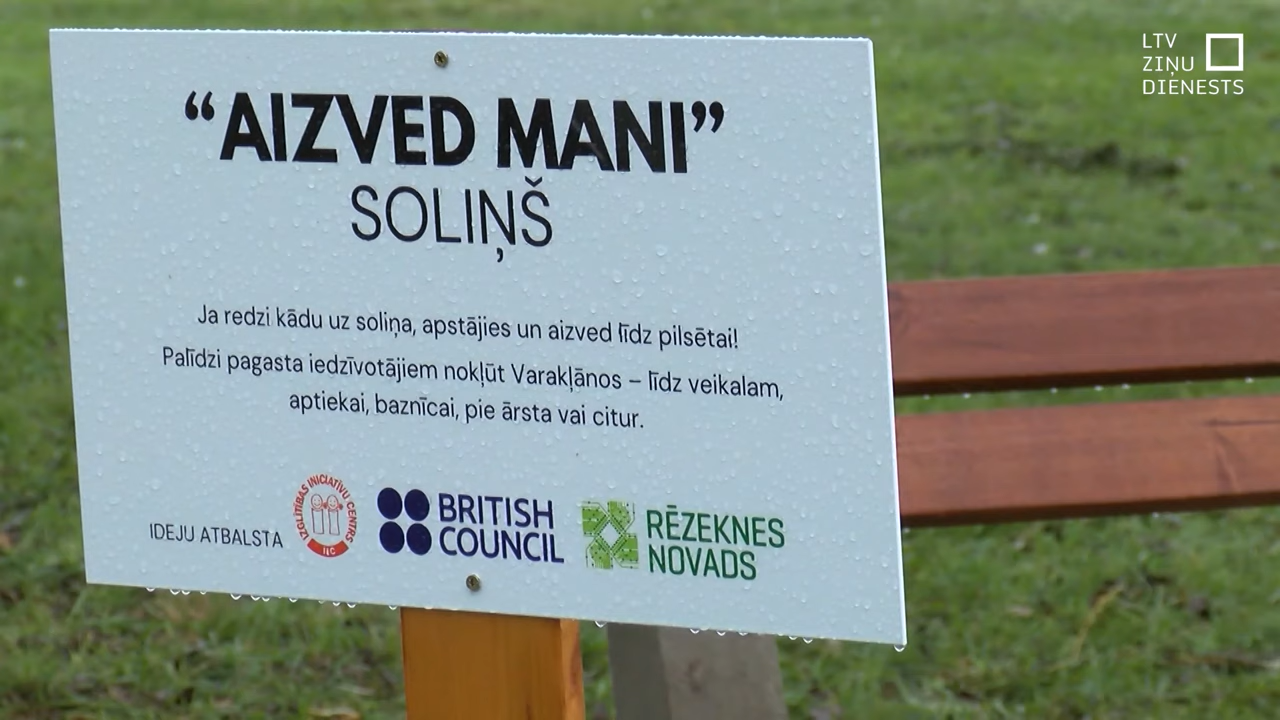 LTV
ZIŅU
DIENESTS
“AIZVED MANI”
SOLIŅŠ
Ja redzi kādu uz soliņa, apstājies un aizved līdz pilsētai!
Palīdzi pagasta iedzīvotājiem nokļūt Varakļānos – līdz veikalam,
aptiekai, baznīcai, pie ārsta vai citur.
IDEJU ATBALSTA
IZGLĪTĪBAS INICIATĪVU CENTRS
IIC
BRITISH
COUNCIL
RĒZEKNES
NOVADS